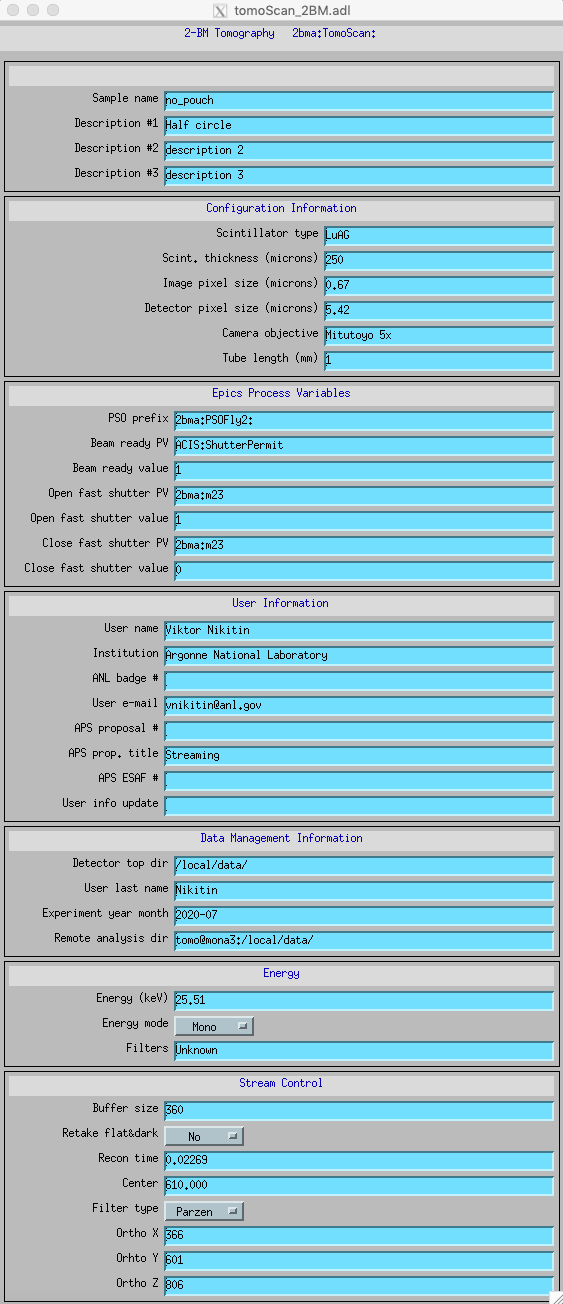 tomoScan_2BM.adl
2-BM Tomography 2bma:TomoScan:
Sample name no_pouch
Description #1 Half circle
Description #2 description 2
Description #3 description 3
Configuration Information
Scintillator type LuAG
Scint. thickness (microns) 250
Image pixel size (microns) 0.67
Detector pixel size (microns) 5.42
Camera objective Mitutoyo 5x
Tube length (mm) 1
Epics Process Variables
PSO prefix 2bma:PSOFly2:
Beam ready PV ACIS:ShutterPermit
Beam ready value 1
Open fast shutter PV 2bma:m23
Open fast shutter value 1
Close fast shutter PV 2bma:m23
Close fast shutter value 0
User Information
User name Viktor Nikitin
Institution Argonne National Laboratory
ANL badge #
User e-mail vnikitin@anl.gov
APS proposal #
APS prop. title Streaming
APS ESAF #
User info update
Data Management Information
Detector top dir /local/data/
User last name Nikitin
Experiment year month 2020-07
Remote analysis dir tomo@mona3:/local/data/
Energy
Energy (keV) 25.51
Energy mode Mono
Filters Unknown
Stream Control
Buffer size 360
Retake flat&dark No
Recon time 0.02269
Center 610.000
Filter type Parzen
Ortho X 366
Orhto Y 601
Ortho Z 806